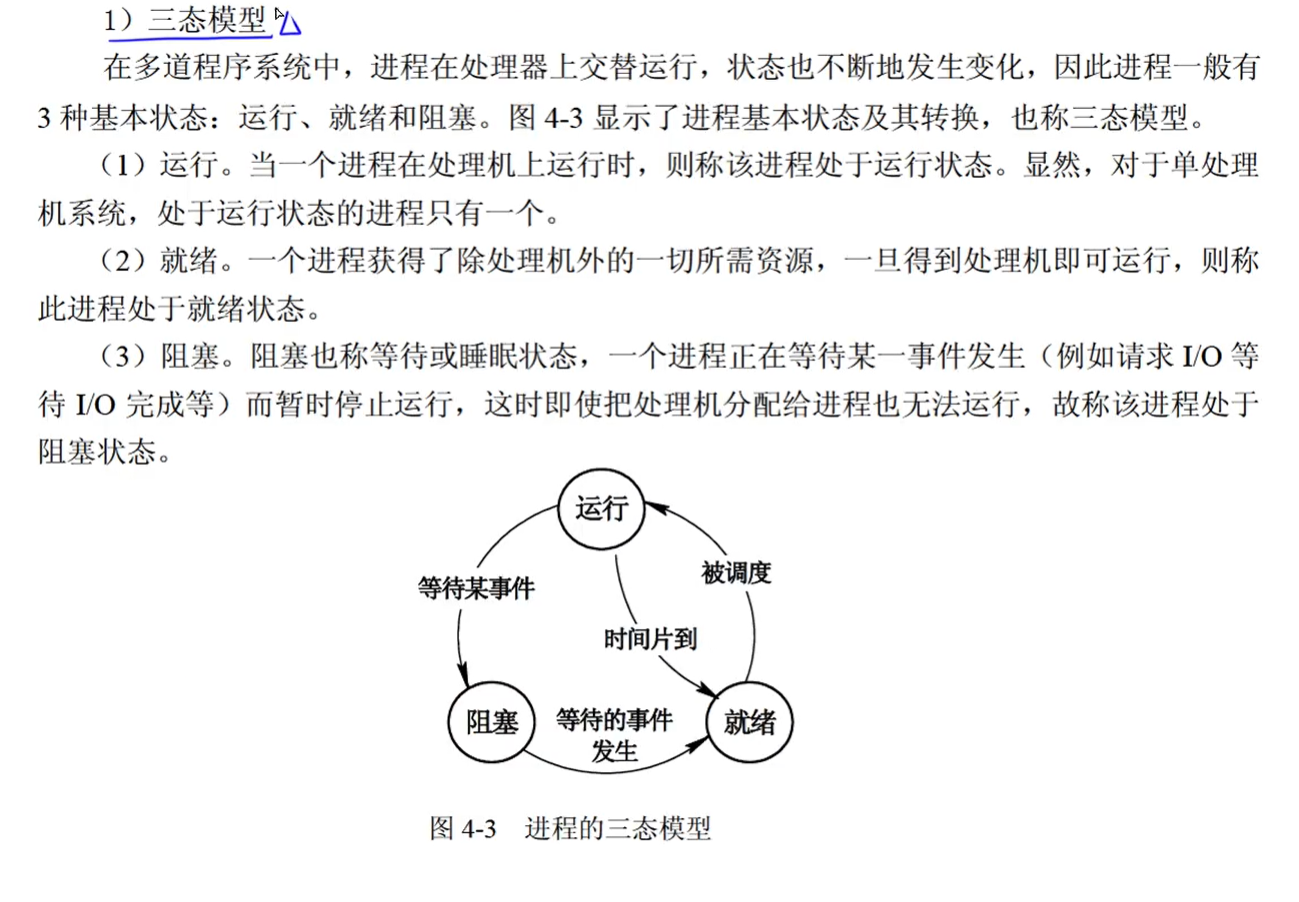 1）三态模型
在多道程序系统中，进程在处理器上交替运行，状态也不断地发生变化，因此进程一般有
3 种基本状态：运行、就绪和阻塞。图 4-3 显示了进程基本状态及其转换，也称三态模型。
（1）运行。当一个进程在处理机上运行时，则称该进程处于运行状态。显然，对于单处理
机系统，处于运行状态的进程只有一个。
（2）就绪。一个进程获得了除处理机外的一切所需资源，一旦得到处理机即可运行，则称
此进程处于就绪状态。
（3）阻塞。阻塞也称等待或睡眠状态，一个进程正在等待某一事件发生（例如请求 I/O 等
待 I/O 完成等）而暂时停止运行，这时即使把处理机分配给进程也无法运行，故称该进程处于
阻塞状态。
运行
被调度
等待某事件
时间片到
阻塞
等待的事件
发生
就绪
图 4-3 进程的三态模型